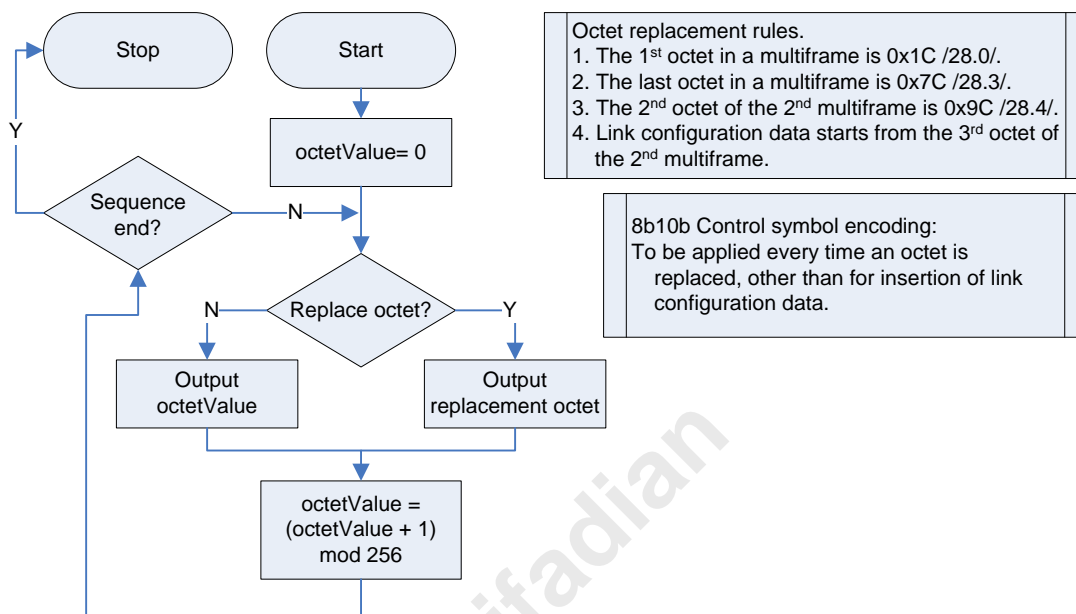 Stop
Start
Octet replacement rules.
1. The 1st octet in a multiframe is 0x1C /28.0/.
2. The last octet in a multiframe is 0x7C /28.3/.
3. The 2nd octet of the 2nd multiframe is 0x9C /28.4/.
4. Link configuration data starts from the 3rd octet of
the 2nd multiframe.
Y
octetValue= 0
Sequence
end?
N
8b10b Control symbol encoding:
To be applied every time an octet is
replaced, other than for insertion of link
configuration data.
N
Replace octet?
Y
Output
octetValue
Output
replacement octet
octetValue =
(octetValue + 1)
mod 256
ifadian